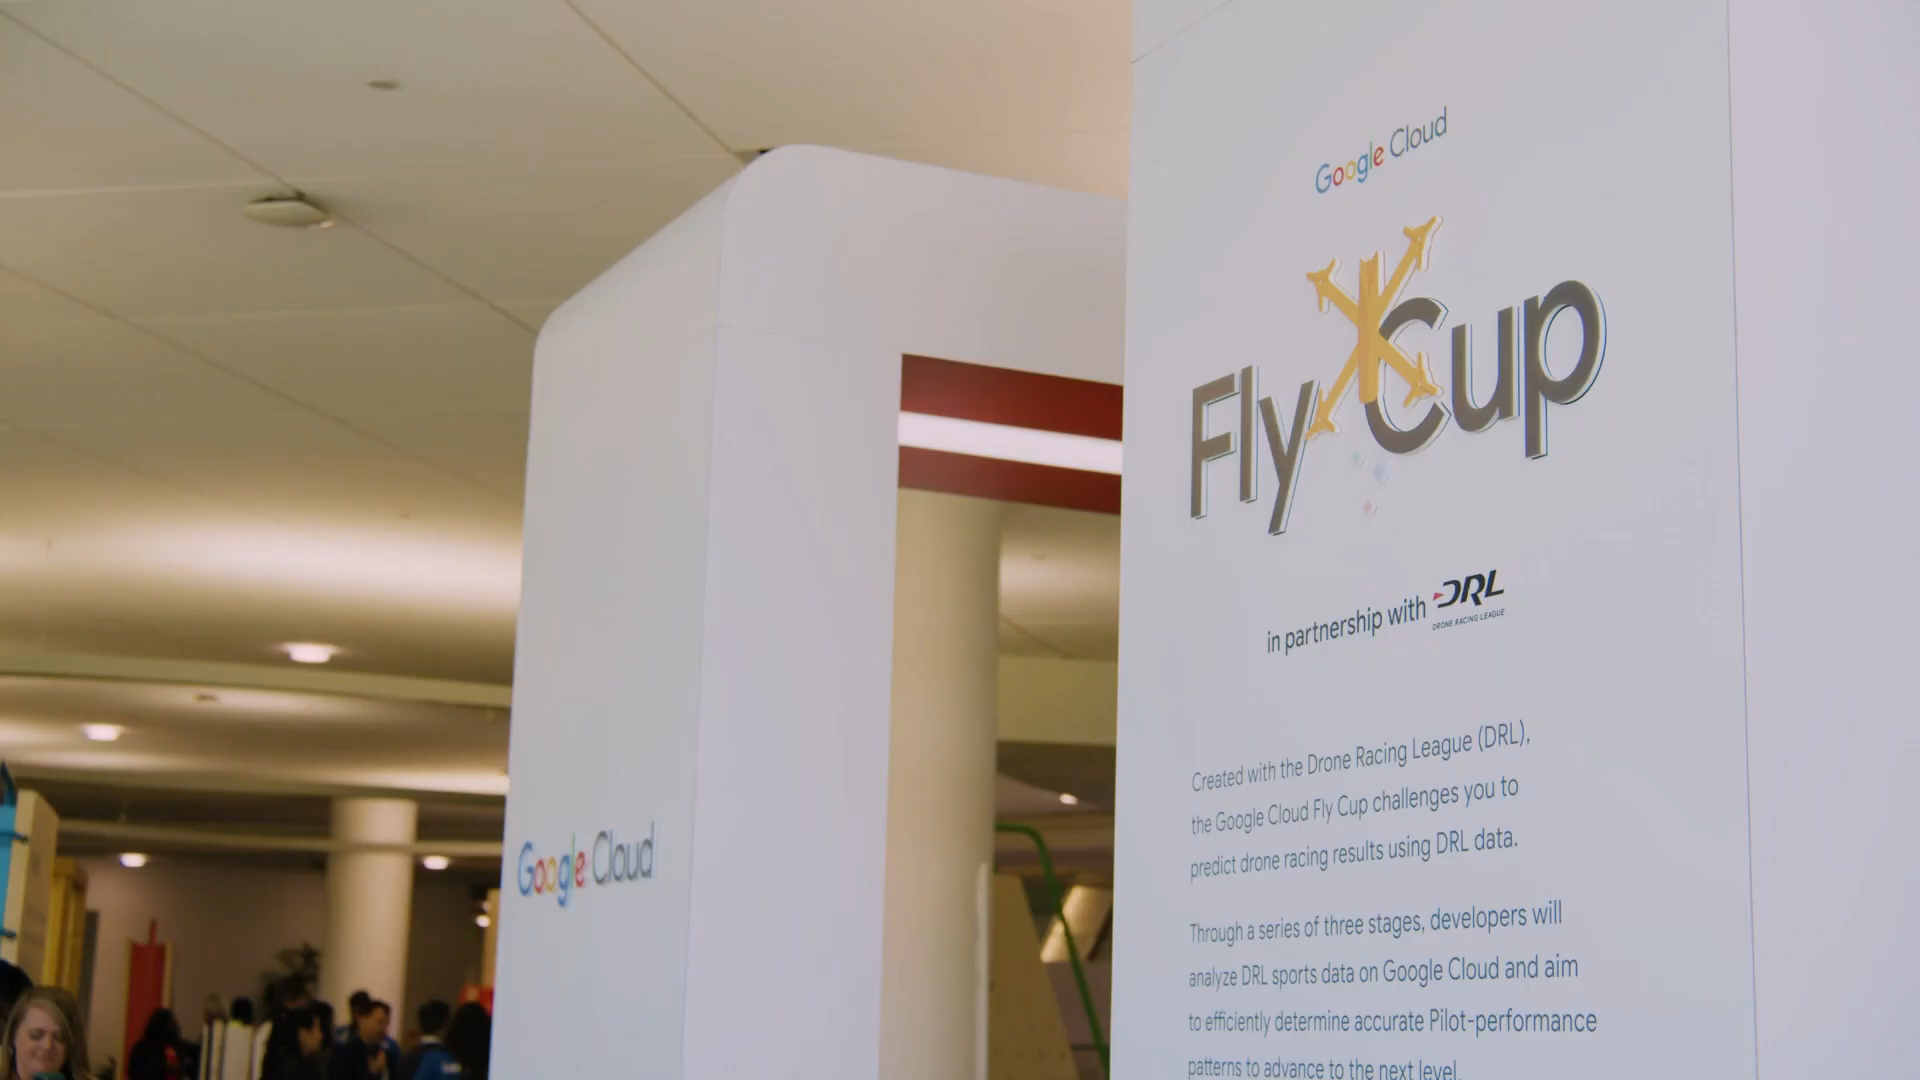 Google Cloud
Fly Cup
in partnership with DRL
DRONE RACING LEAGUE
Created with the Drone Racing League (DRL),
the Google Cloud Fly Cup challenges you to
predict drone racing results using DRL data.
Through a series of three stages, developers will
analyze DRL sports data on Google Cloud and aim
to efficiently determine accurate Pilot-performance
patterns to advance to the next level.
Google Cloud